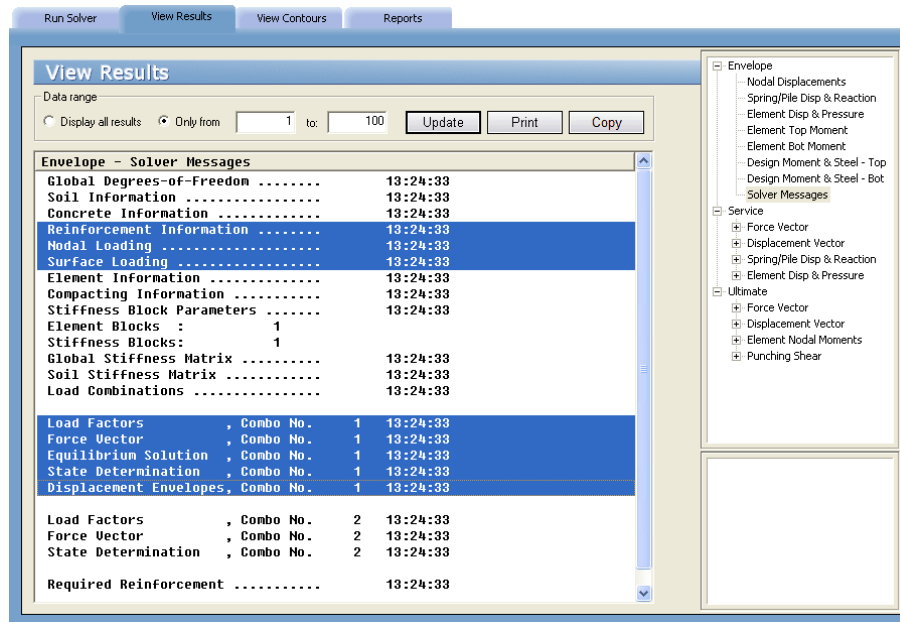 Run Solver View Results View Contours Reports
View Results
Data range
Display all results Only from 1 to: 100 Update Print Copy
Envelope - Solver Messages
Global Degrees-of-Freedom ........ 13:24:33
Soil Information ................. 13:24:33
Concrete Information ............. 13:24:33
Reinforcement Information ........ 13:24:33
Nodal Loading .................... 13:24:33
Surface Loading .................. 13:24:33
Element Information .............. 13:24:33
Compacting Information ........... 13:24:33
Stiffness Block Parameters ....... 13:24:33
Element Blocks : 1
Stiffness Blocks: 1
Global Stiffness Matrix .......... 13:24:33
Soil Stiffness Matrix ............ 13:24:33
Load Combinations ................ 13:24:33
Load Factors , Combo No. 1 13:24:33
Force Vector , Combo No. 1 13:24:33
Equilibrium Solution , Combo No. 1 13:24:33
State Determination , Combo No. 1 13:24:33
Displacement Envelopes, Combo No. 1 13:24:33
Load Factors , Combo No. 2 13:24:33
Force Vector , Combo No. 2 13:24:33
State Determination , Combo No. 2 13:24:33
Required Reinforcement ........... 13:24:33
Envelope
Nodal Displacements
Spring/Pile Disp & Reaction
Element Disp & Pressure
Element Top Moment
Element Bot Moment
Design Moment & Steel - Top
Design Moment & Steel - Bot
Solver Messages
Service
Force Vector
Displacement Vector
Spring/Pile Disp & Reaction
Element Disp & Pressure
Ultimate
Force Vector
Displacement Vector
Element Nodal Moments
Punching Shear